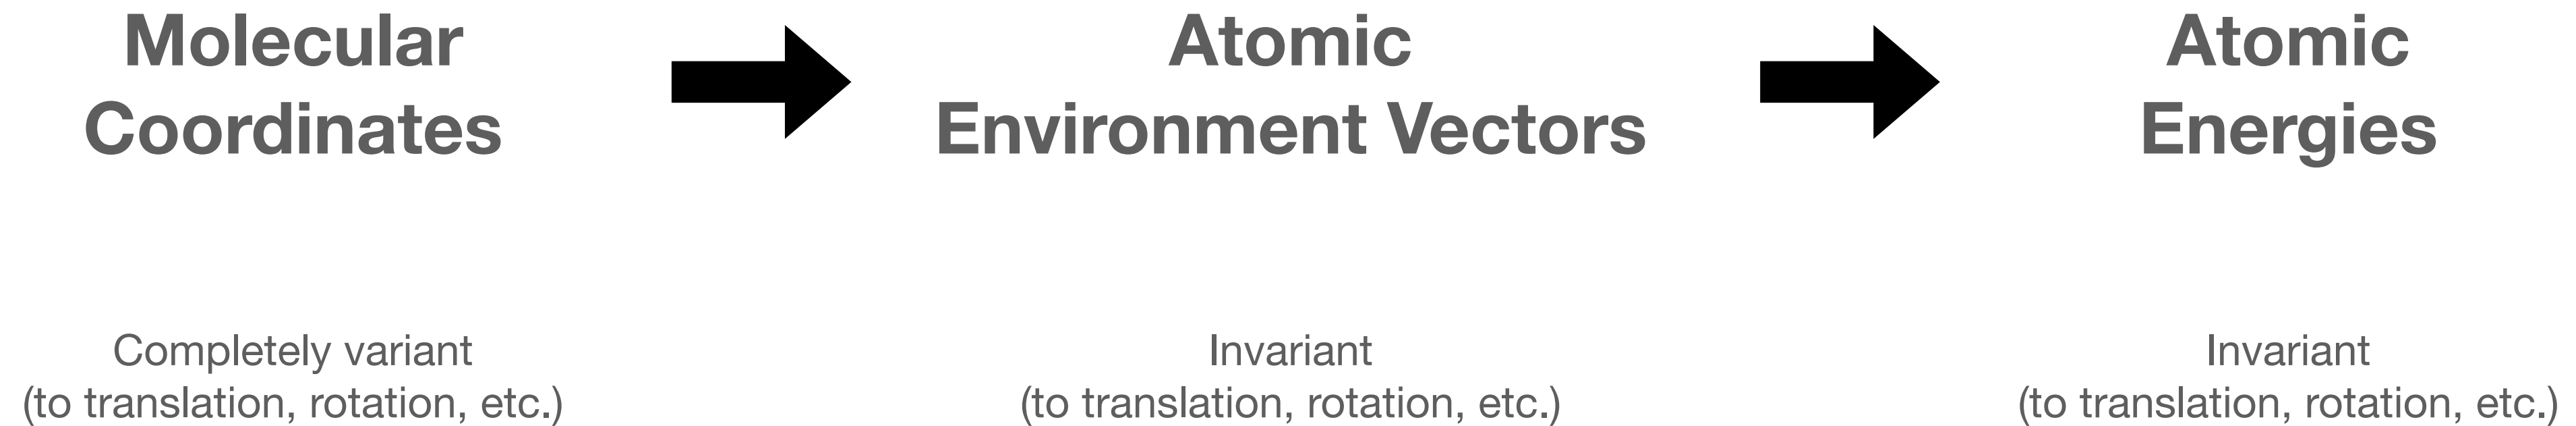 Molecular
Coordinates
Atomic
Environment Vectors
Atomic
Energies
Completely variant
(to translation, rotation, etc.)
Invariant
(to translation, rotation, etc.)
Invariant
(to translation, rotation, etc.)